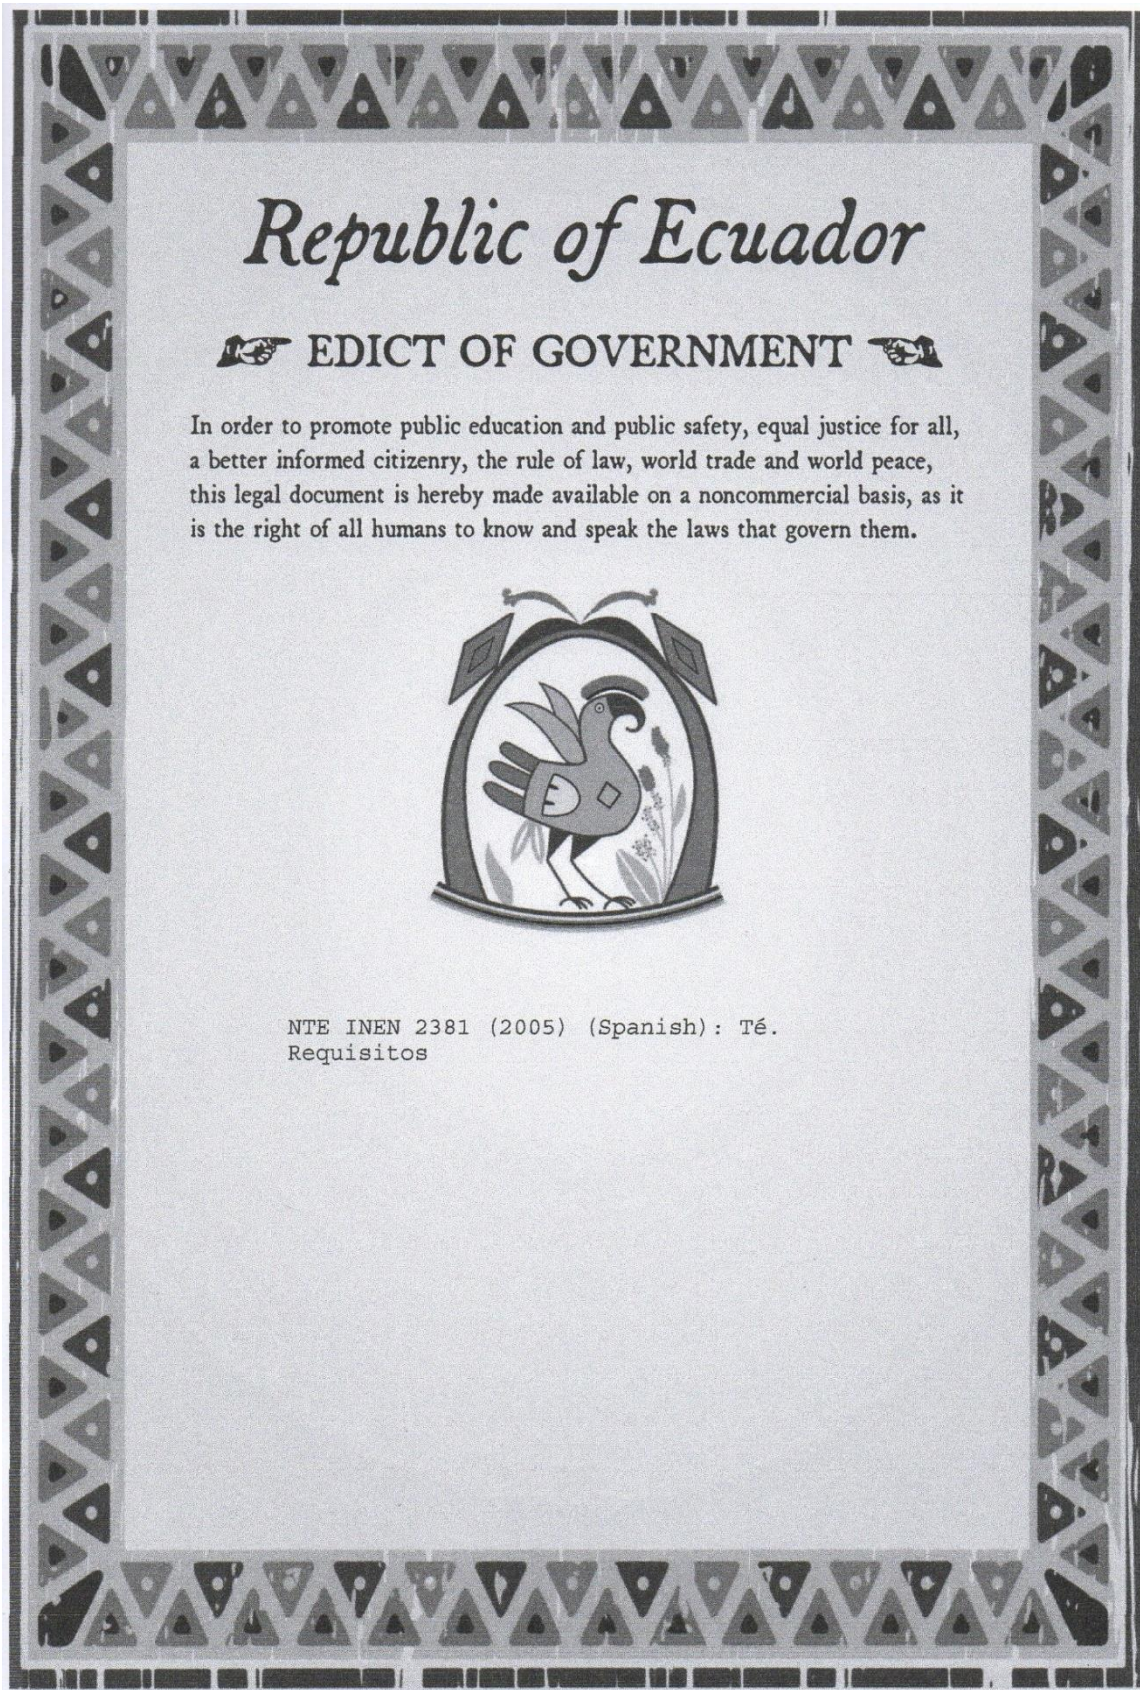 Republic of Ecuador
EDICT OF GOVERNMENT
In order to promote public education and public safety, equal justice for all,
a better informed citizenry, the rule of law, world trade and world peace,
this legal document is hereby made available on a noncommercial basis, as it
is the right of all humans to know and speak the laws that govern them.
NTE INEN 2381 (2005) (Spanish): Té.
Requisitos